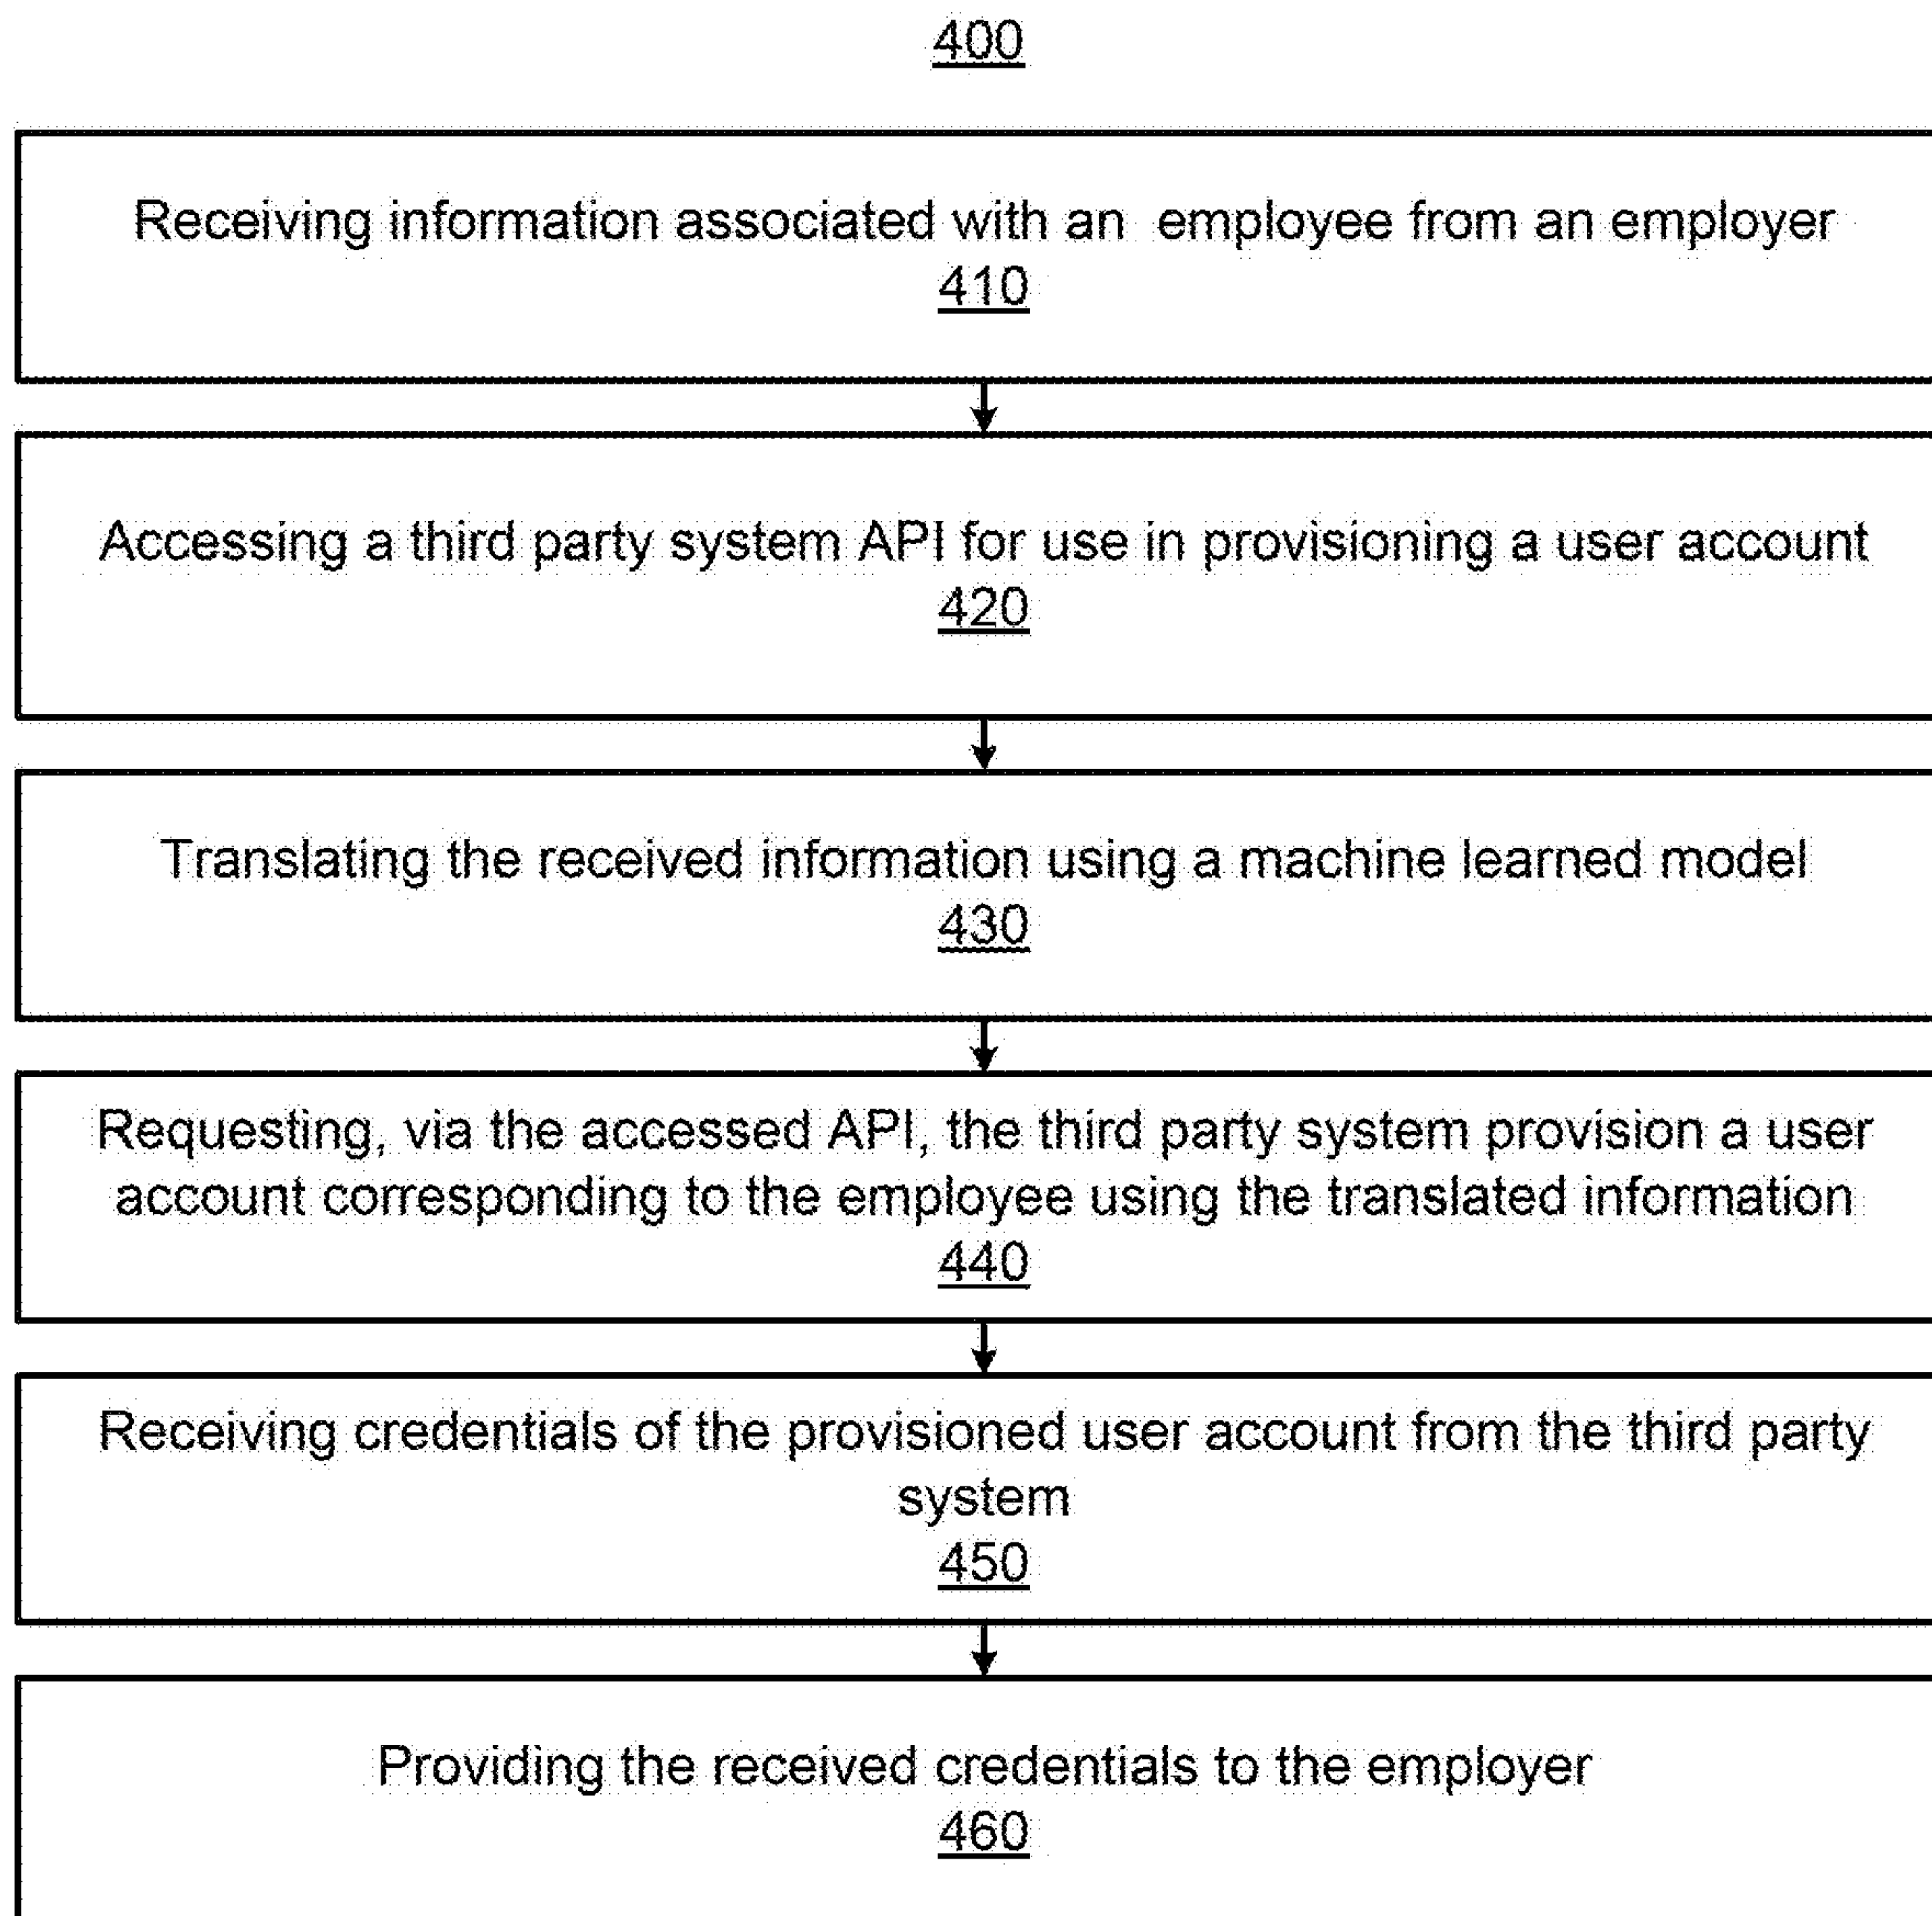 400
Receiving information associated with an employee from an employer
410
Accessing a third party system API for use in provisioning a user account
420
Translating the received information using a machine learned model
430
Requesting, via the accessed API, the third party system provision a user
account corresponding to the employee using the translated information
440
Receiving credentials of the provisioned user account from the third party
system
450
Providing the received credentials to the employer
460